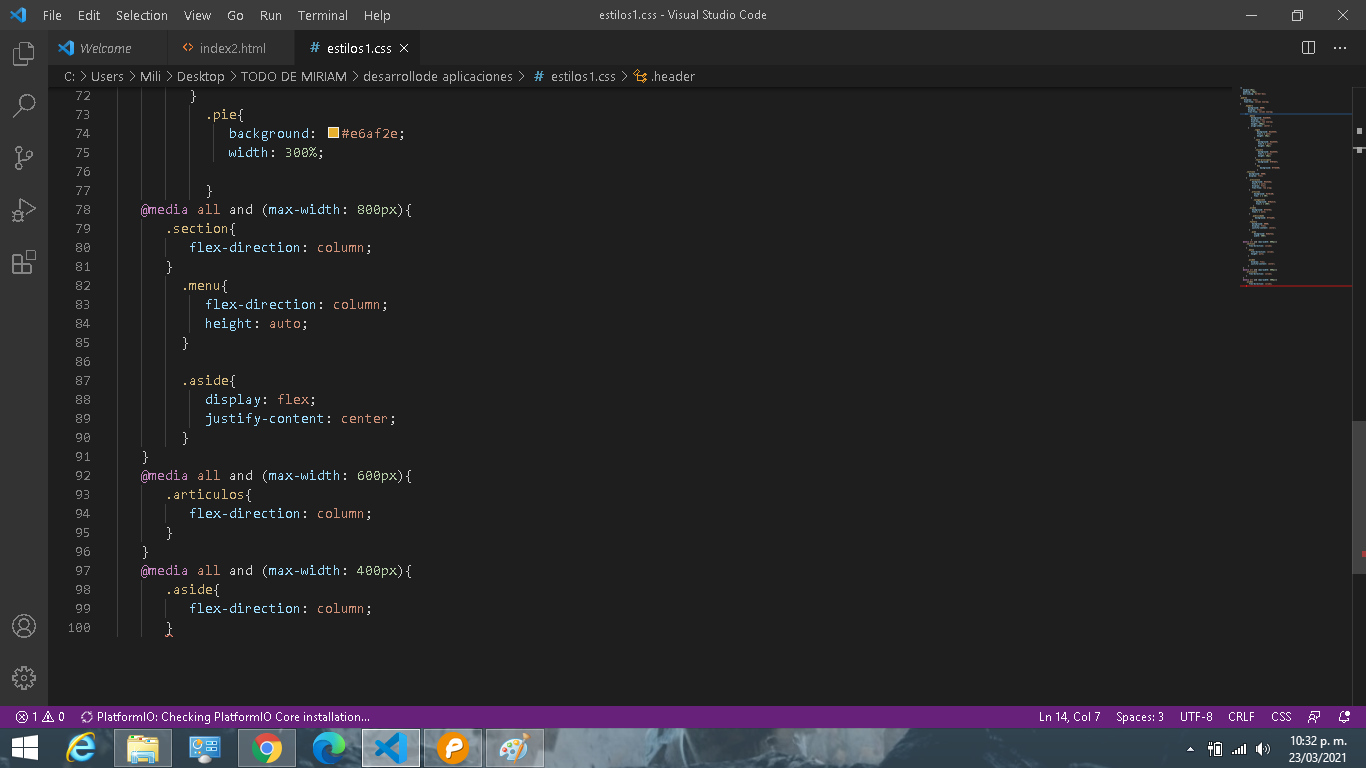 File Edit Selection View Go Run Terminal Help estilos1.css - Visual Studio Code
Welcome index2.html # estilos1.css
C: > Users > Mili > Desktop > TODO DE MIRIAM > desarrollode aplicaciones > # estilos1.css > .header
72 }
73 .pie{
74 background: #e6af2e;
75 width: 300%;
76
77 }
78 @media all and (max-width: 800px){
79 .section{
80 flex-direction: column;
81 }
82 .menu{
83 flex-direction: column;
84 height: auto;
85 }
86
87 .aside{
88 display: flex;
89 justify-content: center;
90 }
91 }
92 @media all and (max-width: 600px){
93 .articulos{
94 flex-direction: column;
95 }
96 }
97 @media all and (max-width: 400px){
98 .aside{
99 flex-direction: column;
100 }
1 0 PlatformIO: Checking PlatformIO Core installation... Ln 14, Col 7 Spaces: 3 UTF-8 CRLF CSS
10:32 p. m.
23/03/2021